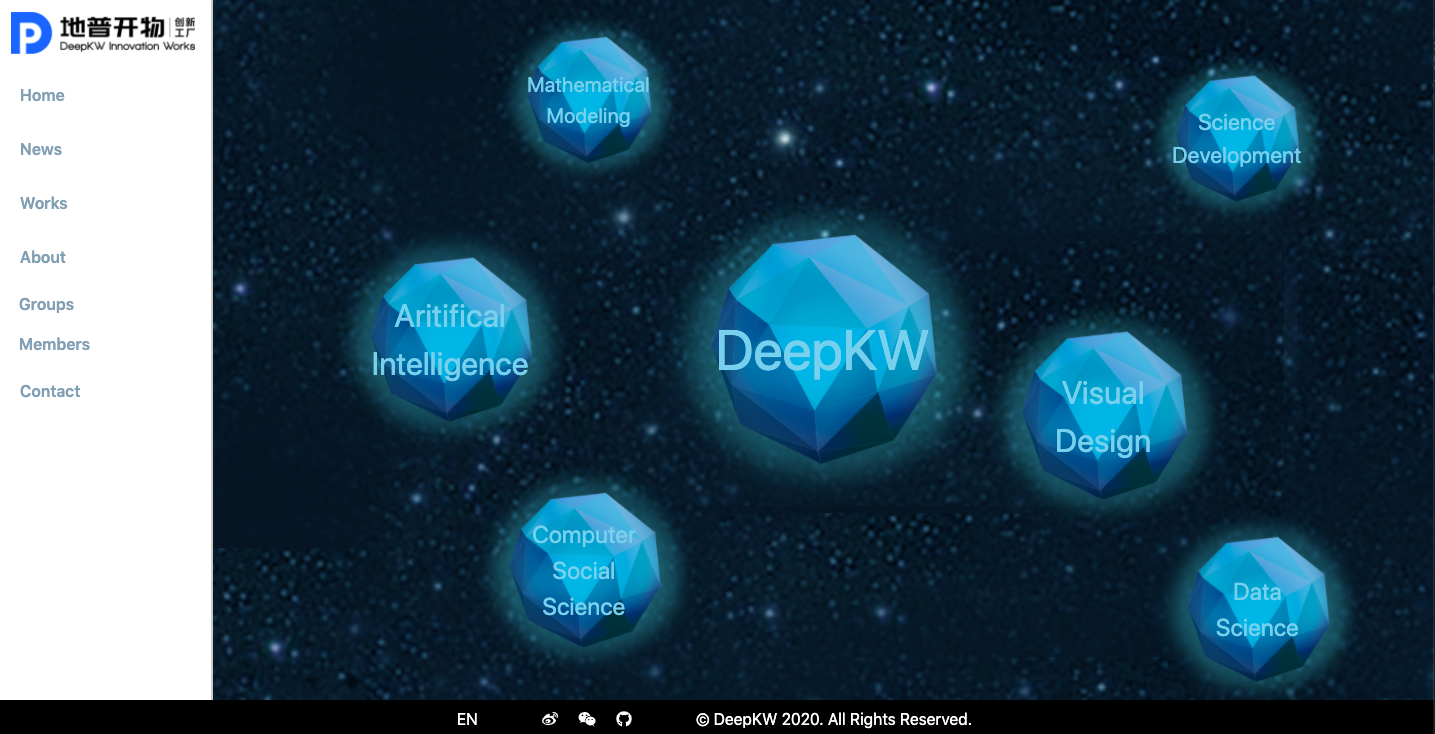 地普开物 创新
工厂
DeepKW Innovation Works
Home
News
Works
About
Groups
Members
Contact
Mathematical
Modeling
Science
Development
Aritifical
Intelligence
DeepKW
Visual
Design
Computer
Social
Science
Data
Science
EN
© DeepKW 2020. All Rights Reserved.